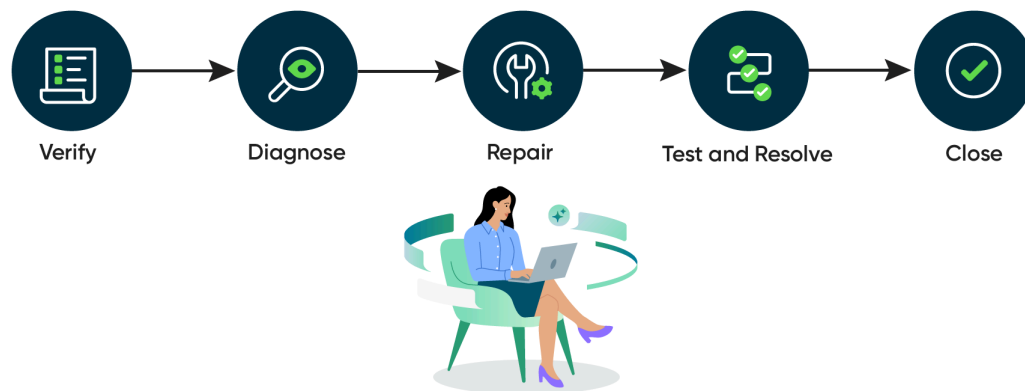 Verify
Diagnose
Repair
Test and Resolve
Close